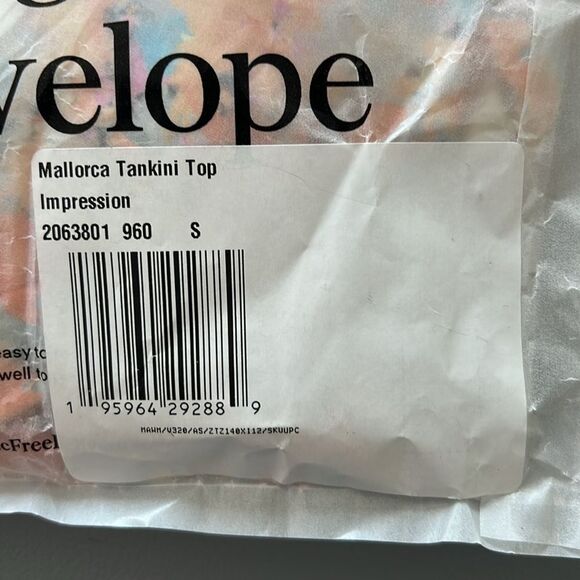 velope
Mallorca Tankini Top
Impression
2063801 960 S
easy to
well to
1 95964 29288 9
MAWM/V320/AS/ZTZ140X112/SKUUPC